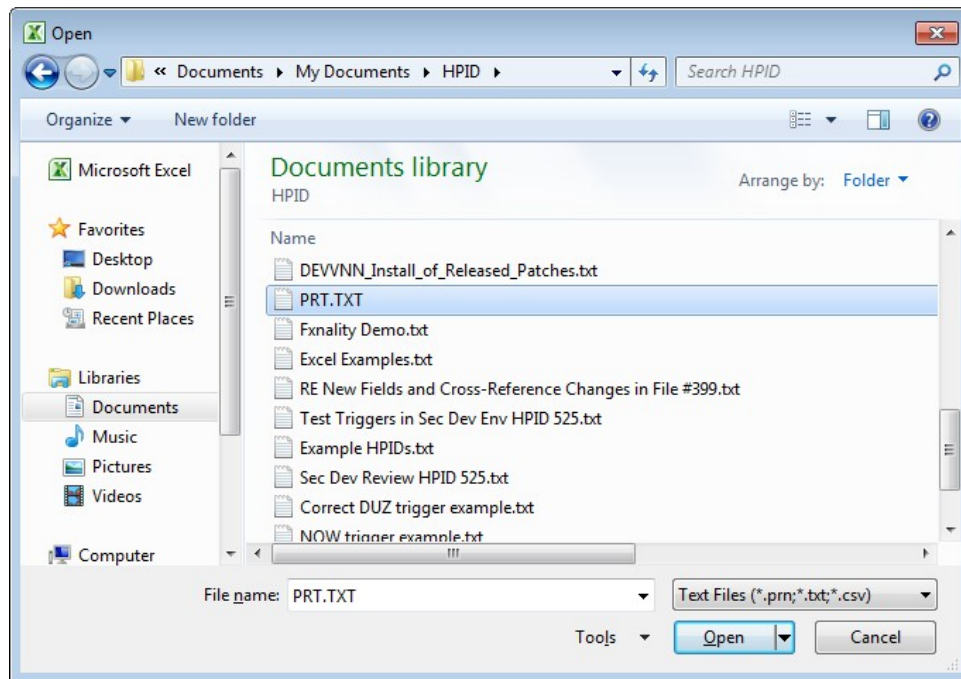 Open
« Documents ▸ My Documents ▸ HPID ▸
Search HPID
Organize
New folder
Microsoft Excel
Favorites
Desktop
Downloads
Recent Places
Libraries
Documents
Music
Pictures
Videos
Computer
Documents library
HPID
Arrange by: Folder
Name
DEVVNN_Install_of_Released_Patches.txt
PRT.TXT
Fxnality Demo.txt
Excel Examples.txt
RE New Fields and Cross-Reference Changes in File #399.txt
Test Triggers in Sec Dev Env HPID 525.txt
Example HPIDs.txt
Sec Dev Review HPID 525.txt
Correct DUZ trigger example.txt
NOW trigger example.txt
File name: PRT.TXT
Text Files (*.prn;*.txt;*.csv)
Tools
Open
Cancel